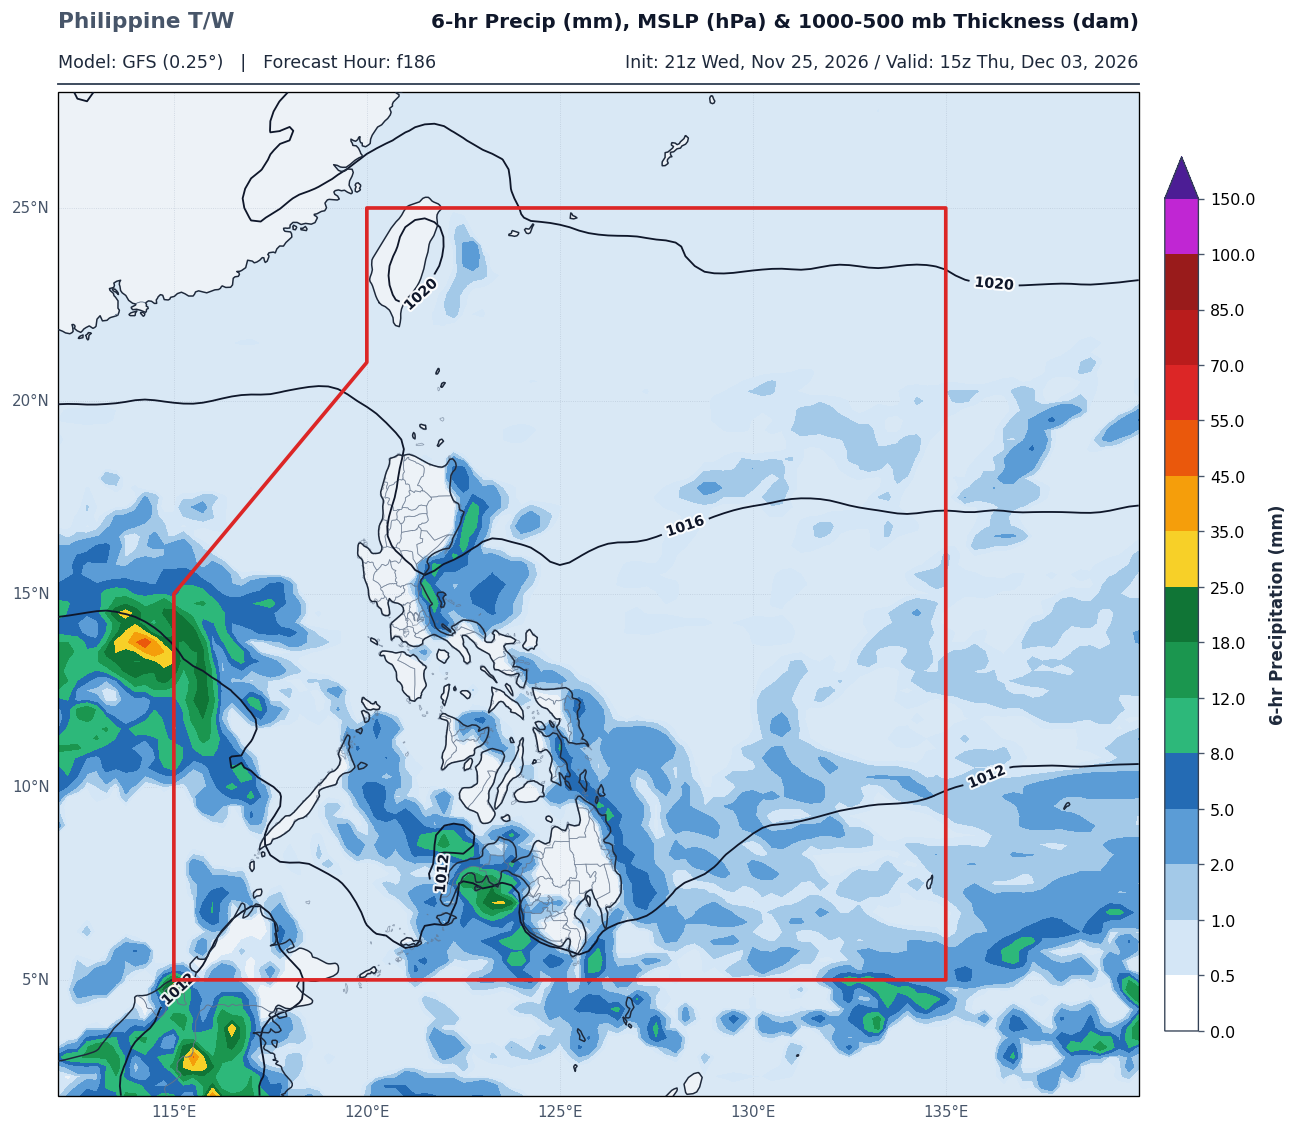 Philippine T/W
6-hr Precip (mm), MSLP (hPa) & 1000-500 mb Thickness (dam)
Model: GFS (0.25°) | Forecast Hour: f186
Init: 21z Wed, Nov 25, 2026 / Valid: 15z Thu, Dec 03, 2026
25°N
20°N
15°N
10°N
5°N
115°E
120°E
125°E
130°E
135°E
1020
1020
1016
1012
1012
1012
150.0
100.0
85.0
70.0
55.0
45.0
35.0
25.0
18.0
12.0
8.0
5.0
2.0
1.0
0.5
0.0
6-hr Precipitation (mm)